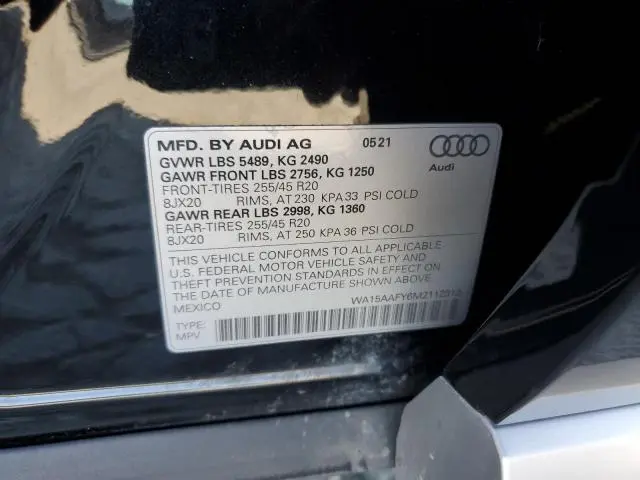 MFD. BY AUDI AG 05 21
GVWR LBS 5489, KG 2490
GAWR FRONT LBS 2756, KG 1250
FRONT-TIRES 255/45 R20
8JX20 RIMS, AT 230 KPA 33 PSI COLD
GAWR REAR LBS 2998, KG 1360
REAR-TIRES 255/45 R20
8JX20 RIMS, AT 250 KPA 36 PSI COLD
Audi
THIS VEHICLE CONFORMS TO ALL APPLICABLE
U.S. FEDERAL MOTOR VEHICLE SAFETY AND
THEFT PREVENTION STANDARDS IN EFFECT ON
THE DATE OF MANUFACTURE SHOWN ABOVE.
MEXICO
TYPE:
MPV